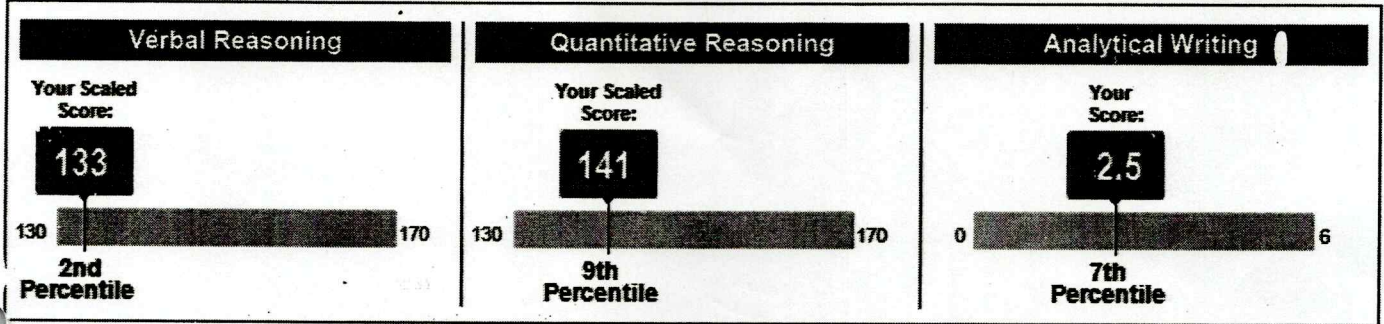 Verbal Reasoning
Your Scaled
Score:
133
130
170
2nd
Percentile
Quantitative Reasoning
Your Scaled
Score:
141
130
170
9th
Percentile
Analytical Writing
Your
Score:
2.5
0
6
7th
Percentile